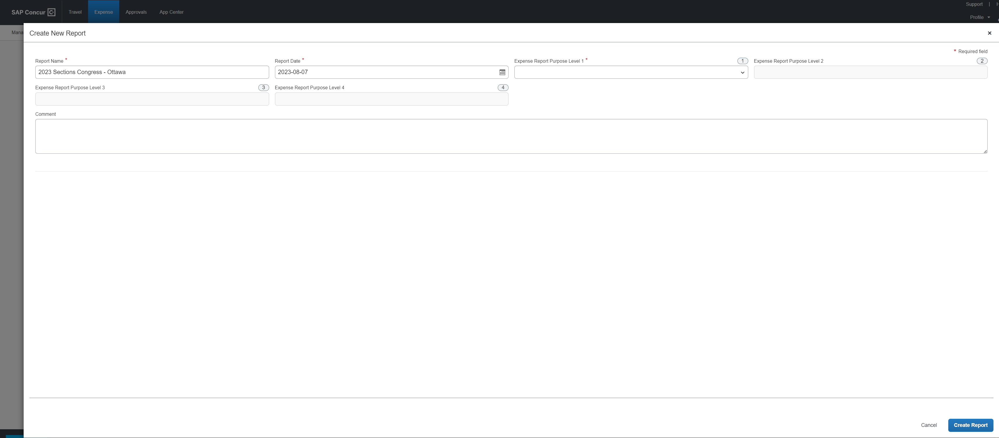 Support | H
SAP Concur C Travel Expense Approvals App Center
Profile
Mana
Create New Report ×
* Required field
Report Name * Report Date * Expense Report Purpose Level 1 * 1 Expense Report Purpose Level 2 2
2023 Sections Congress - Ottawa 2023-08-07
Expense Report Purpose Level 3 3 Expense Report Purpose Level 4 4
Comment
Cancel Create Report